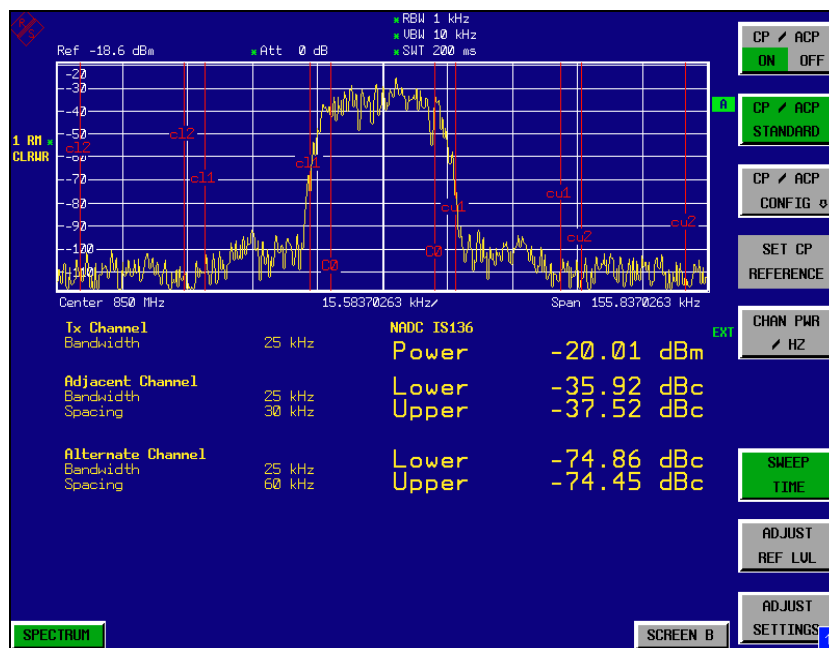 R S
*RBW 1 kHz
*VBW 10 kHz
Ref -18.6 dBm *Att 0 dB *SWT 200 ms
-20
-30
-40
-50
-60
-70
-80
-90
-100
-110
cl2
cl2
cl1
cl1
C0
C0
cu1
cu1
cu2
cu2
1 RM *
CLRWR
A
Center 850 MHz 15.58370263 kHz/ Span 155.8370263 kHz
Tx Channel NADC IS136
Bandwidth 25 kHz Power -20.01 dBm
EXT
Adjacent Channel Lower -35.92 dBc
Bandwidth 25 kHz Upper -37.52 dBc
Spacing 30 kHz
Alternate Channel Lower -74.86 dBc
Bandwidth 25 kHz Upper -74.45 dBc
Spacing 60 kHz
CP / ACP
ON OFF
CP / ACP
STANDARD
CP / ACP
CONFIG
SET CP
REFERENCE
CHAN PWR
/ HZ
SWEEP
TIME
ADJUST
REF LVL
ADJUST
SETTINGS
SPECTRUM SCREEN B